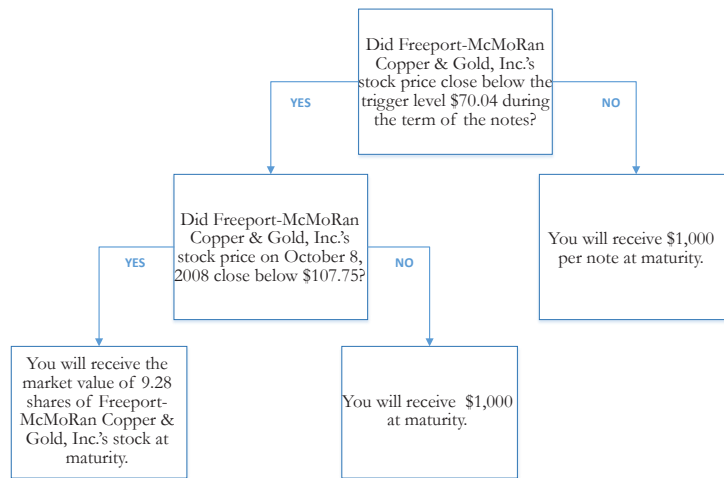 Did Freeport-McMoRan
Copper & Gold, Inc.'s
stock price close below the
trigger level $70.04 during
the term of the notes?
YES
NO
Did Freeport-McMoRan
Copper & Gold, Inc.'s
stock price on October 8,
2008 close below $107.75?
You will receive $1,000
per note at maturity.
YES
NO
You will receive the
market value of 9.28
shares of Freeport-
McMoRan Copper &
Gold, Inc.'s stock at
maturity.
You will receive $1,000
at maturity.